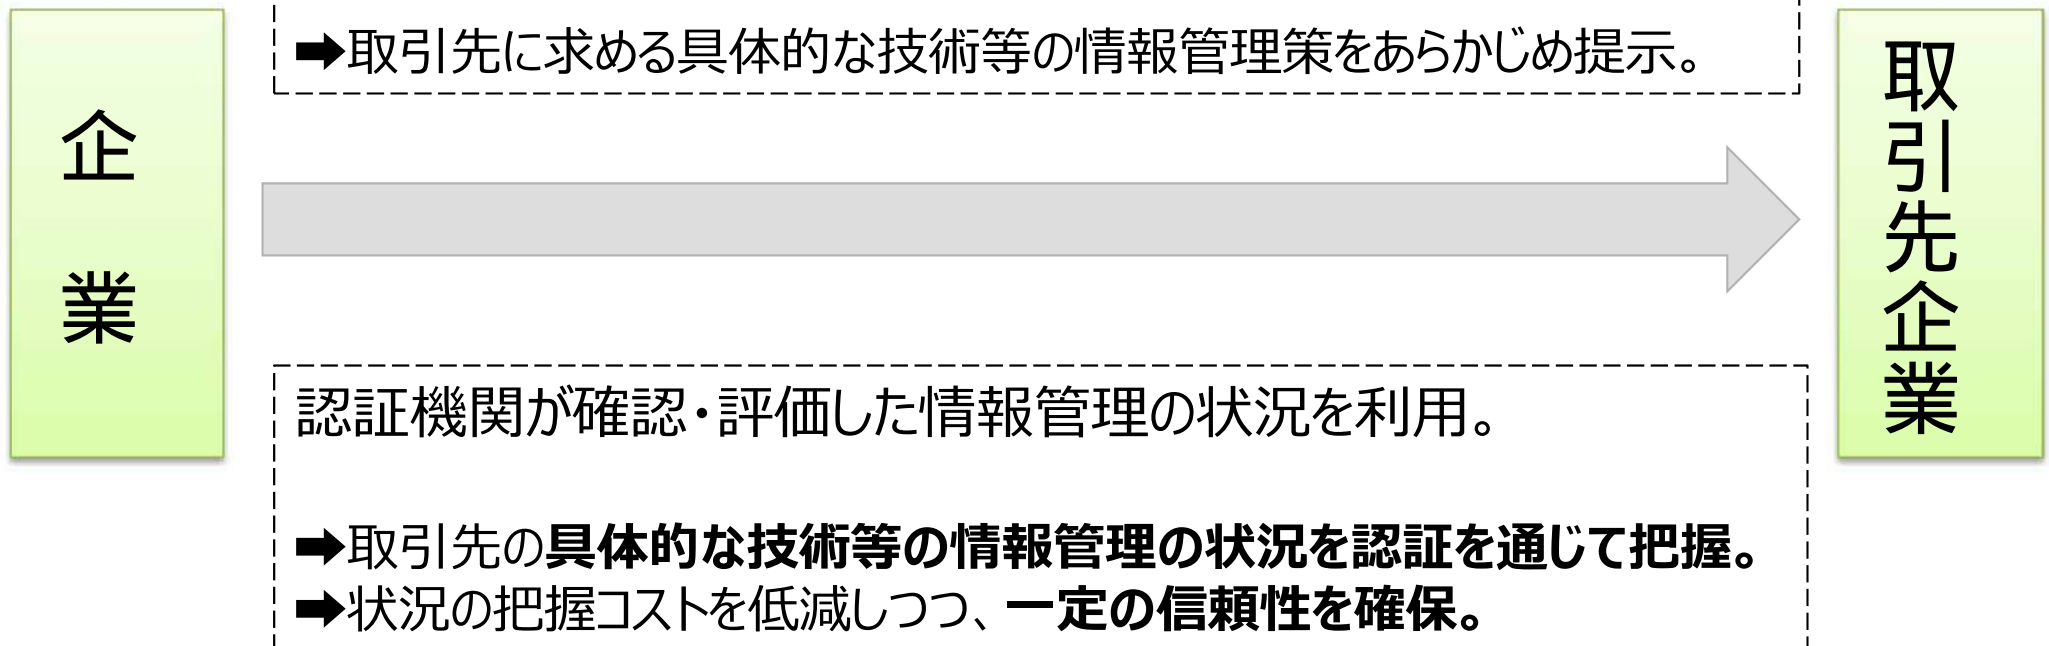 企業
➡取引先に求める具体的な技術等の情報管理策をあらかじめ提示。
認証機関が確認・評価した情報管理の状況を利用。
➡取引先の具体的な技術等の情報管理の状況を認証を通じて把握。
➡状況の把握コストを低減しつつ、一定の信頼性を確保。
取引先企業